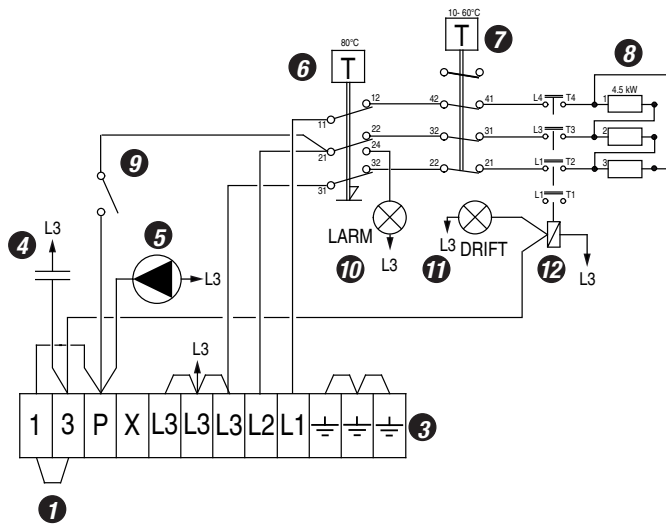 10- 60°C
80°C
T
7
6
T
8
4.5 kW
12
42
41
L4
T4
1
11
22
32
31
L3
T3
2
21
24
9
32
22
21
L1
T2
3
31
L1
T1
4
L3
5
L3
LARM
10
L3
L3
11
DRIFT
12
L3
L3
1
3
P
X
L3
L3
L3
L2
L1
3
1